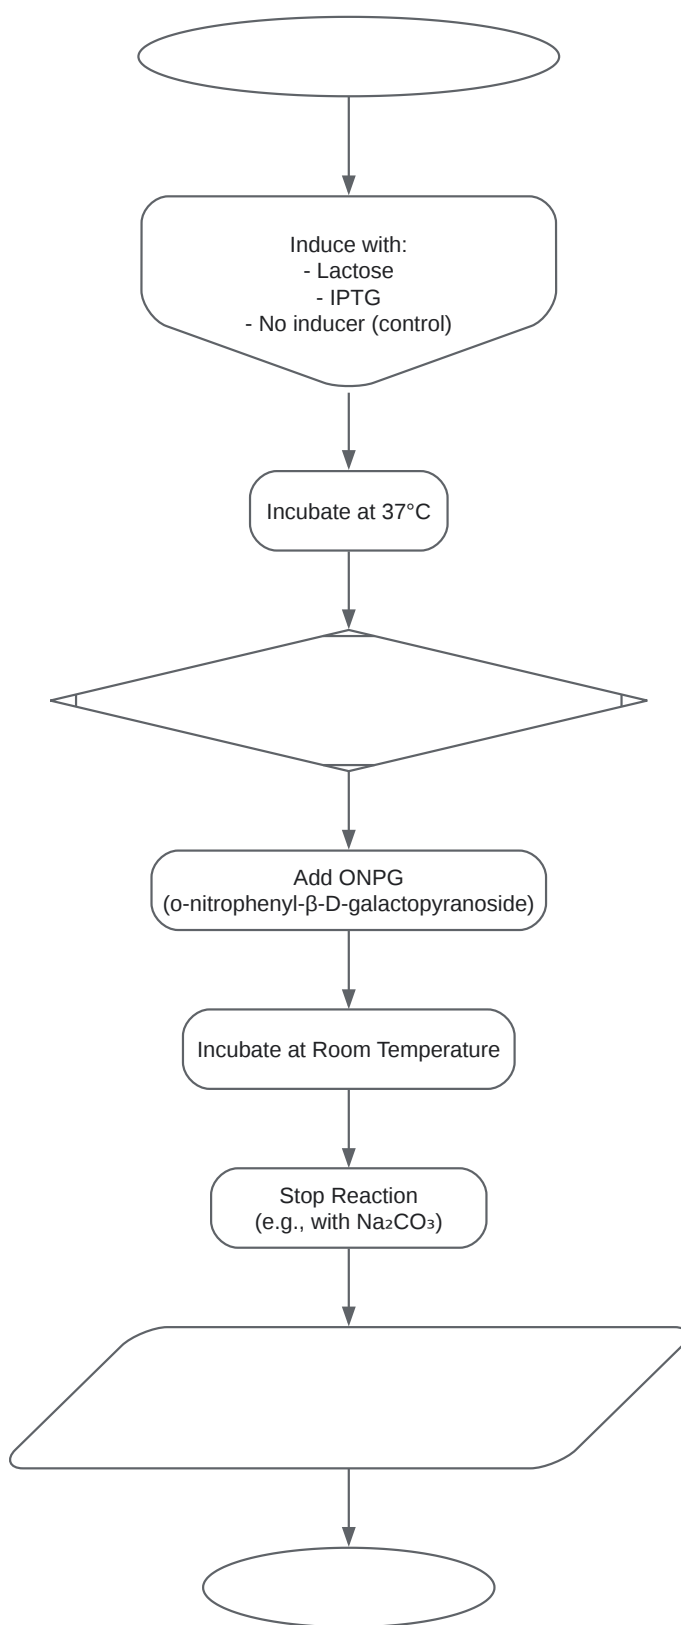 Induce with:
- Lactose
- IPTG
- No inducer (control)
Incubate at 37°C
Add ONPG
(o-nitrophenyl-β-D-galactopyranoside)
Incubate at Room Temperature
Stop Reaction
(e.g., with Na₂CO₃)